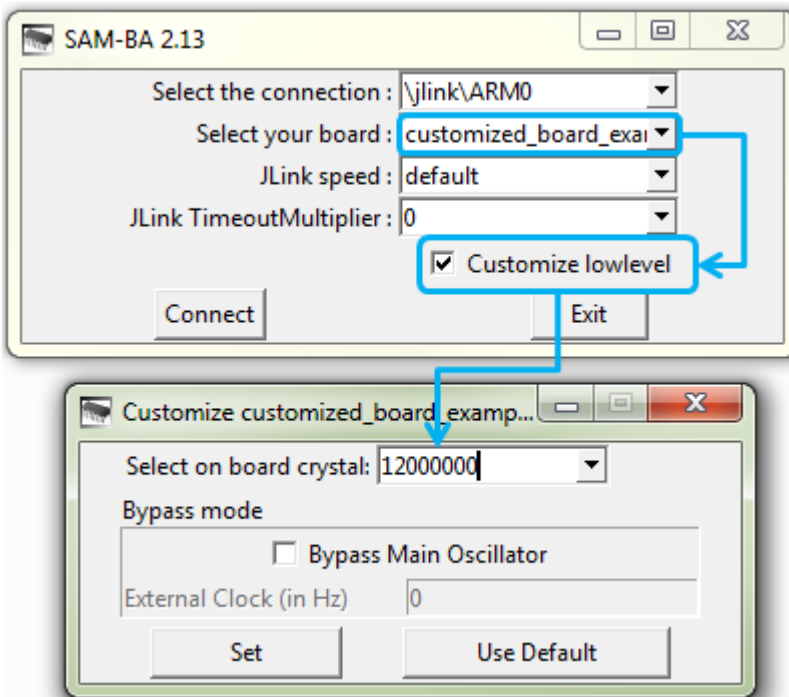 SAM-BA 2.13
Select the connection : \jlink\ARM0
Select your board : customized_board_exa
JLink speed : default
JLink TimeoutMultiplier : 0
Customize lowlevel
Connect Exit
Customize customized_board_examp...
Select on board crystal: 12000000
Bypass mode
Bypass Main Oscillator
External Clock (in Hz) 0
Set Use Default